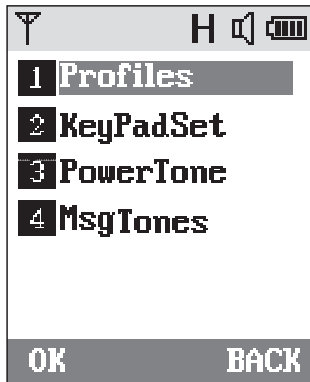 H
1 Profiles
2 KeyPadSet
3 PowerTone
4 MsgTones
OK BACK